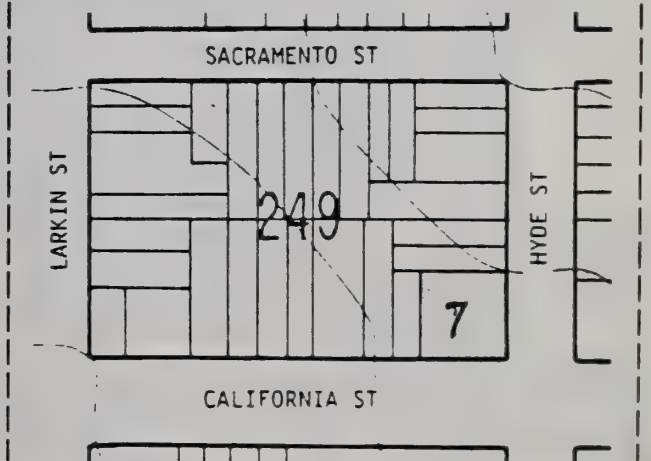 SACRAMENTO ST
LARKIN ST
249
HYDE ST
7
CALIFORNIA ST